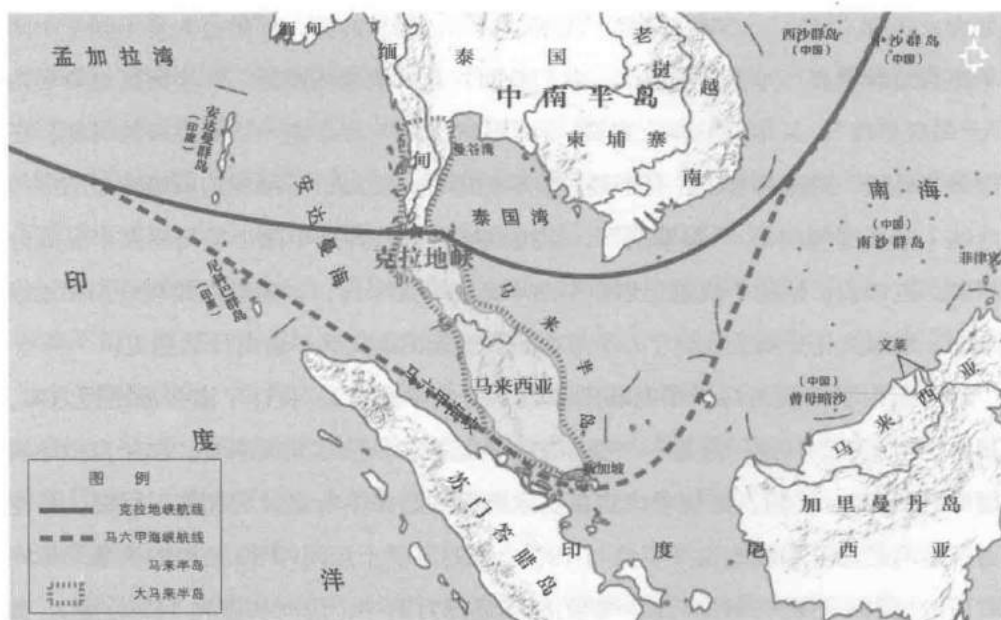 缅甸
孟加拉湾
缅
泰国
老挝
越
西沙群岛
(中国)
中沙群岛
(中国)
N
中南半岛
安达曼群岛
(印度)
甸
曼谷湾
柬埔寨
南
安达曼海
泰国湾
南海
(中国)
南沙群岛
克拉地峡
菲律宾
印
尼科巴群岛
(印度)
马来半岛
文莱
马六甲海峡
马来西亚
(中国)
曾母暗沙
马来西亚
度
新加坡
图例
克拉地峡航线
马六甲海峡航线
马来半岛
大马来半岛
苏门答腊岛
加里曼丹岛
印度尼西亚
洋